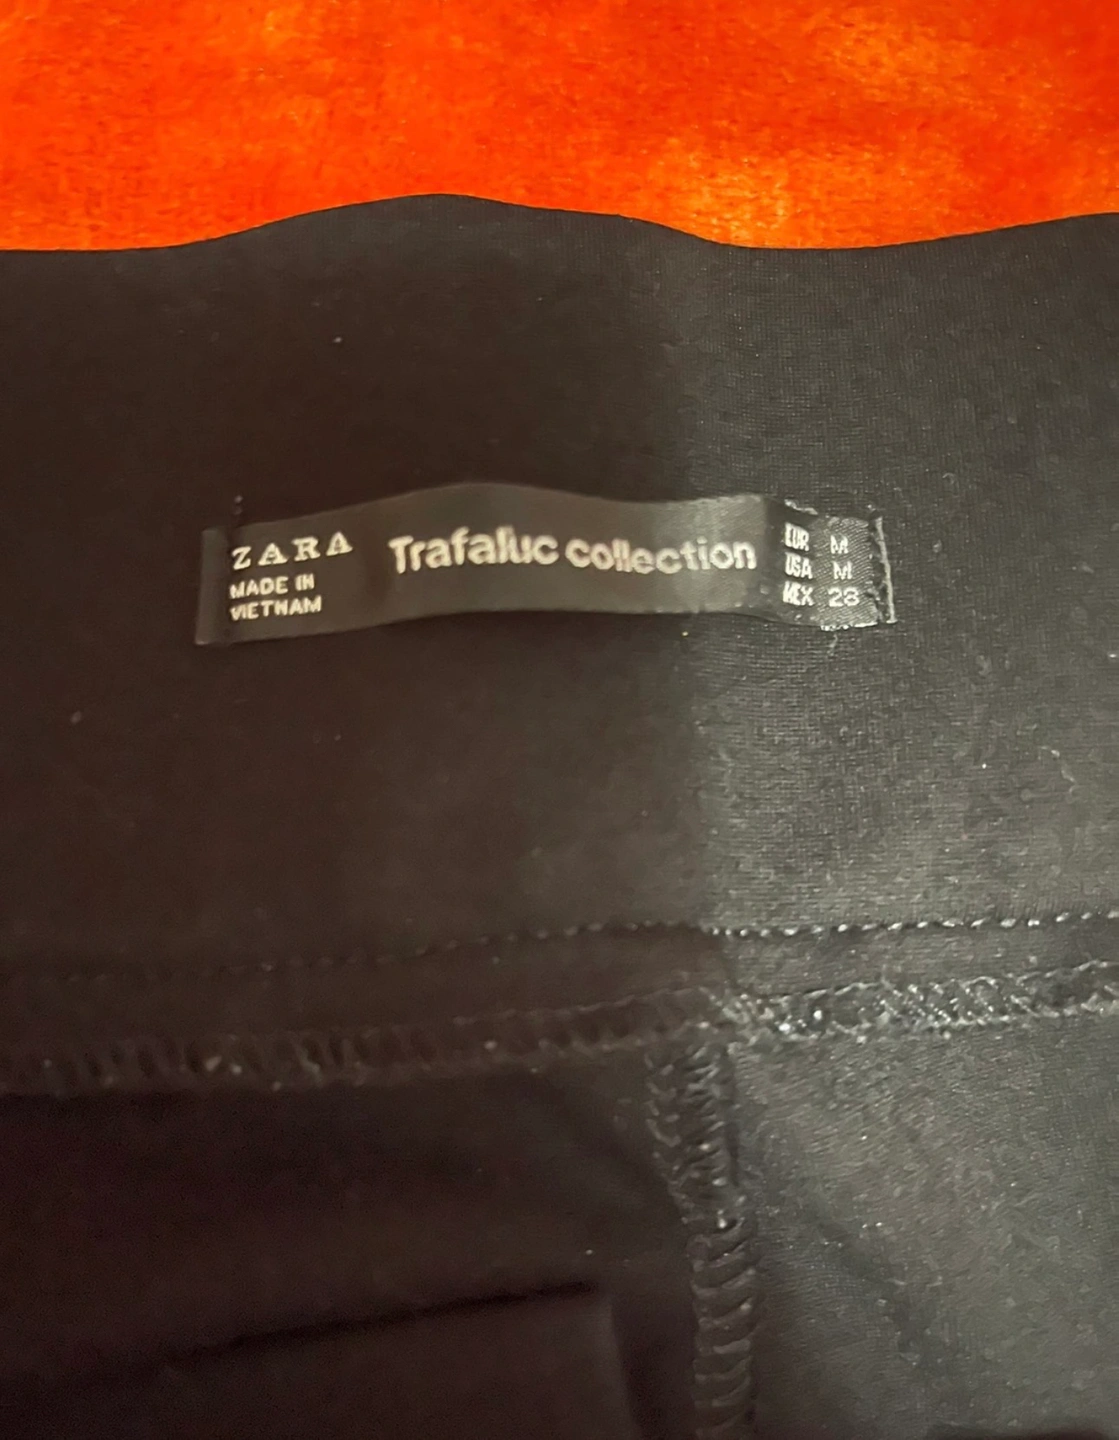 ZARA
MADE IN
VIETNAM
Trafaluc collection
EUR M
USA M
MEX 28